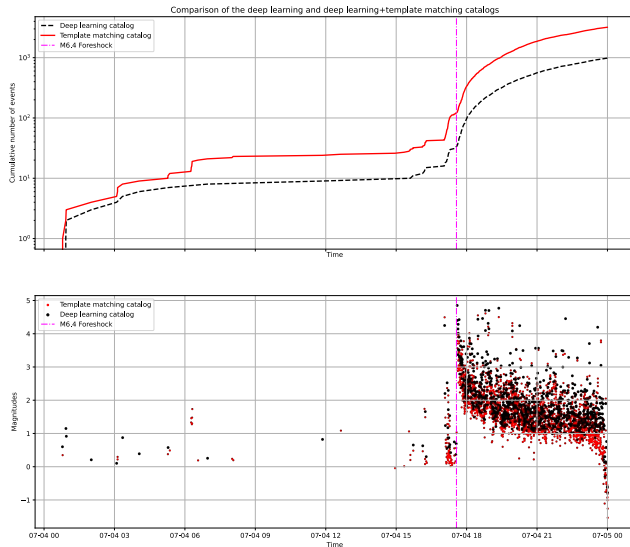 Comparison of the deep learning and deep learning+template matching catalogs
Deep learning catalog
Template matching catalog
M6.4 Foreshock
10³
10²
10¹
10⁰
Cumulative number of events
Time
Template matching catalog
Deep learning catalog
M6.4 Foreshock
5
4
3
2
1
0
−1
Magnitudes
07-04 00
07-04 03
07-04 06
07-04 09
07-04 12
07-04 15
07-04 18
07-04 21
07-05 00
Time